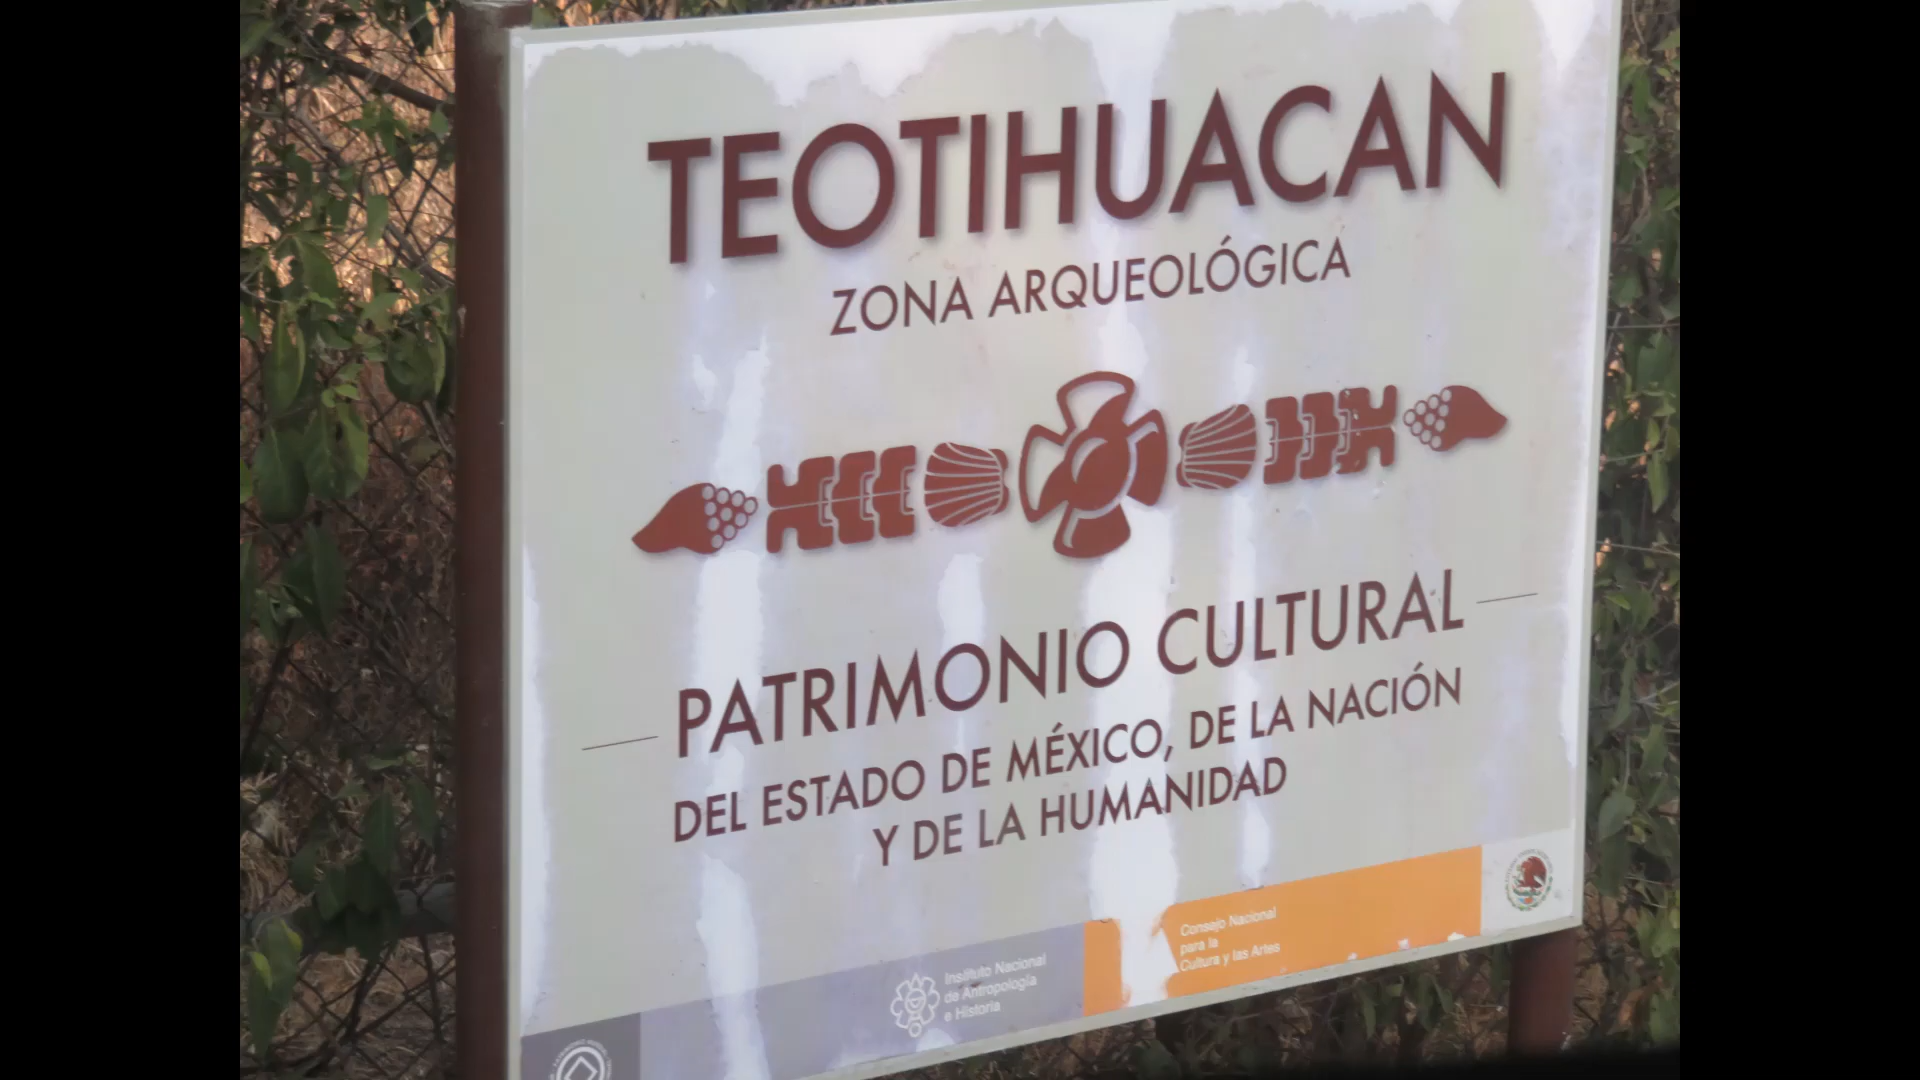 TEOTIHUACAN
ZONA ARQUEOLÓGICA
PATRIMONIO CULTURAL
DEL ESTADO DE MÉXICO, DE LA NACIÓN
Y DE LA HUMANIDAD
Consejo Nacional
para la
Cultura y las Artes
Instituto Nacional
de Antropología
e Historia